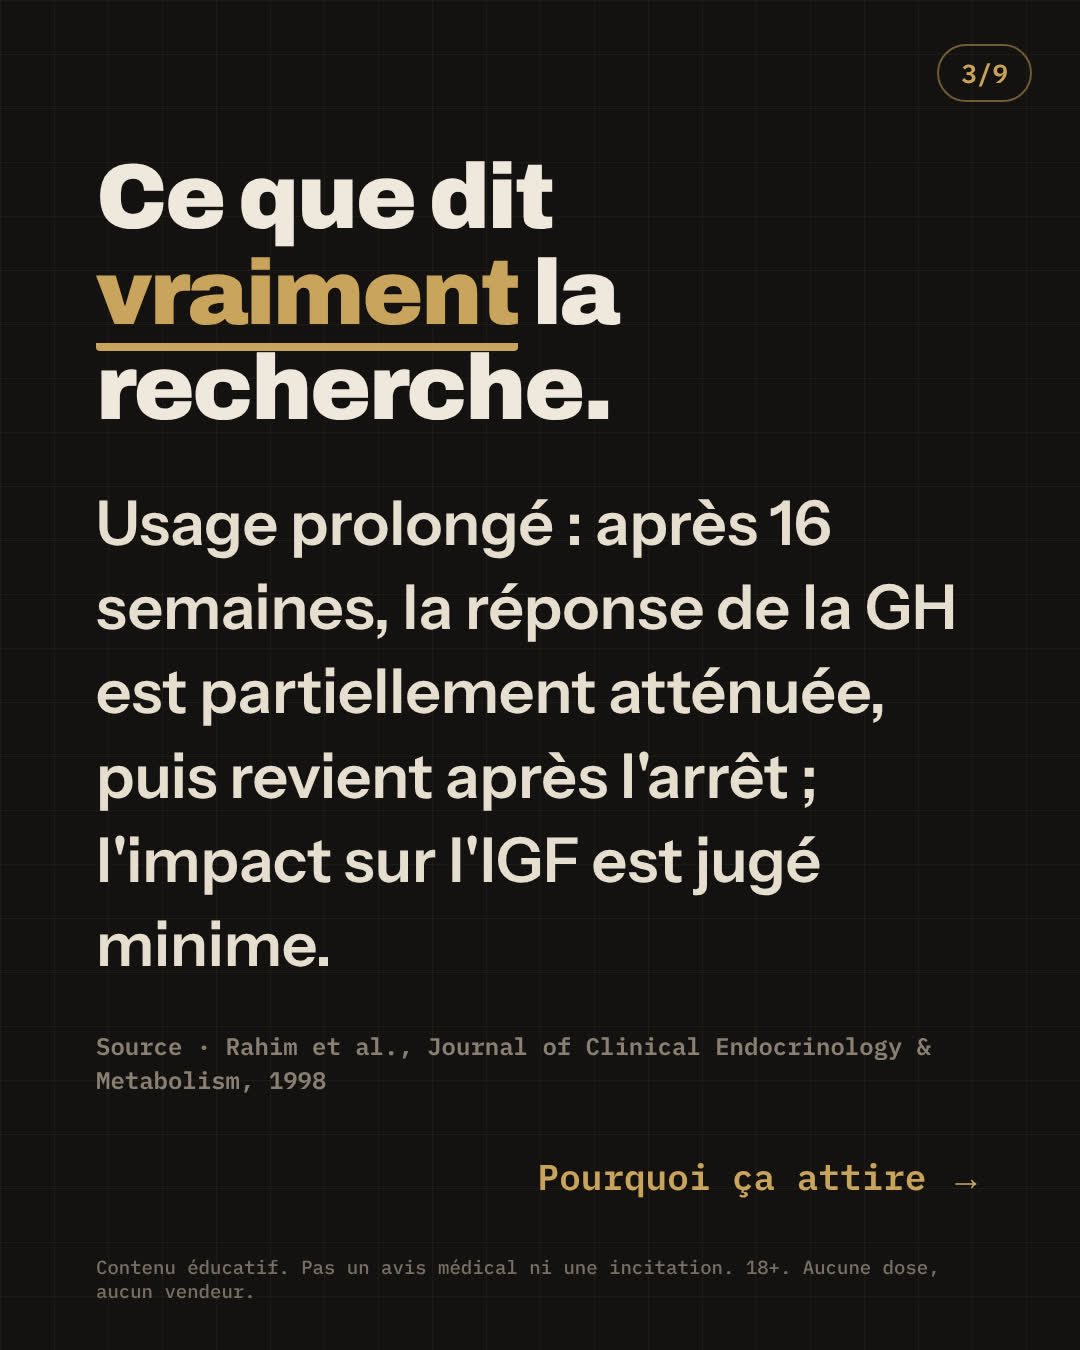 3/9
Ce que dit
vraiment la
recherche.
Usage prolongé : après 16
semaines, la réponse de la GH
est partiellement atténuée,
puis revient après l'arrêt ;
l'impact sur l'IGF est jugé
minime.
Source · Rahim et al., Journal of Clinical Endocrinology &
Metabolism, 1998
Pourquoi ça attire →
Contenu éducatif. Pas un avis médical ni une incitation. 18+. Aucune dose,
aucun vendeur.